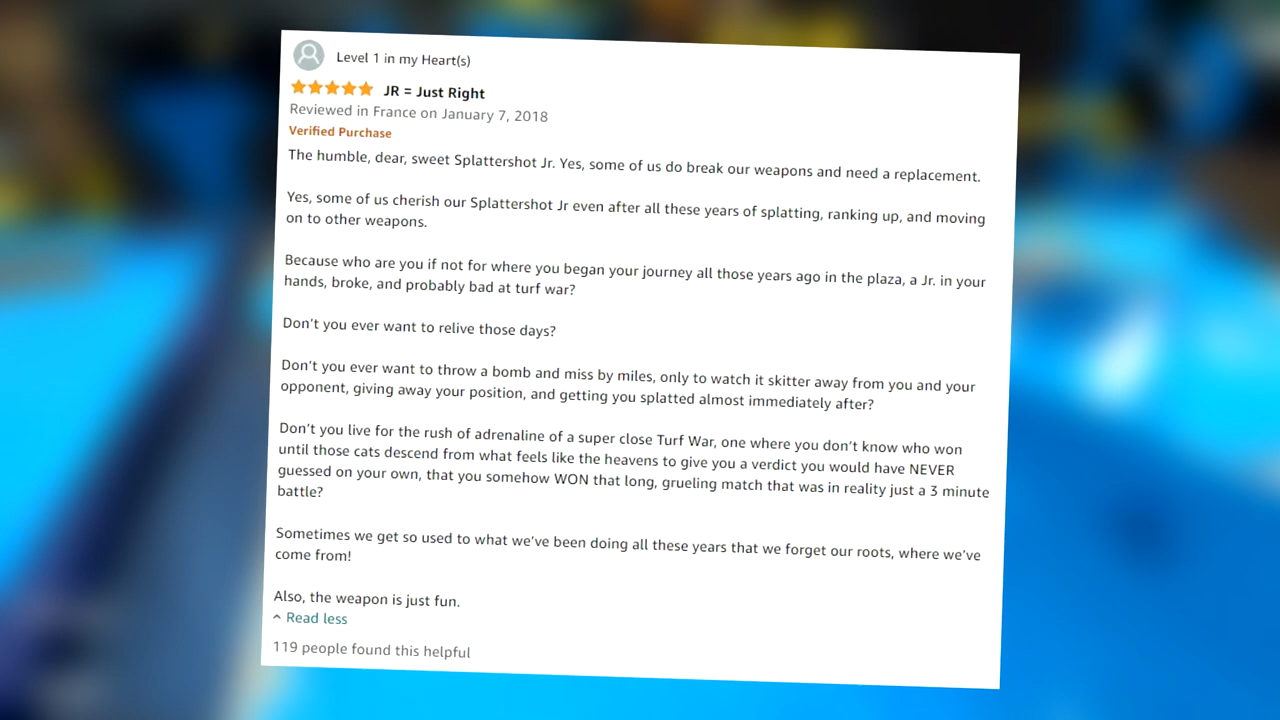 Level 1 in my Heart(s)
JR = Just Right
Reviewed in France on January 7, 2018
Verified Purchase
The humble, dear, sweet Splattershot Jr. Yes, some of us do break our weapons and need a replacement.
Yes, some of us cherish our Splattershot Jr even after all these years of splatting, ranking up, and moving
on to other weapons.
Because who are you if not for where you began your journey all those years ago in the plaza, a Jr. in your
hands, broke, and probably bad at turf war?
Don't you ever want to relive those days?
Don't you ever want to throw a bomb and miss by miles, only to watch it skitter away from you and your
opponent, giving away your position, and getting you splatted almost immediately after?
Don't you live for the rush of adrenaline of a super close Turf War, one where you don't know who won
until those cats descend from what feels like the heavens to give you a verdict you would have NEVER
guessed on your own, that you somehow WON that long, grueling match that was in reality just a 3 minute
battle?
Sometimes we get so used to what we've been doing all these years that we forget our roots, where we've
come from!
Also, the weapon is just fun.
^ Read less
119 people found this helpful